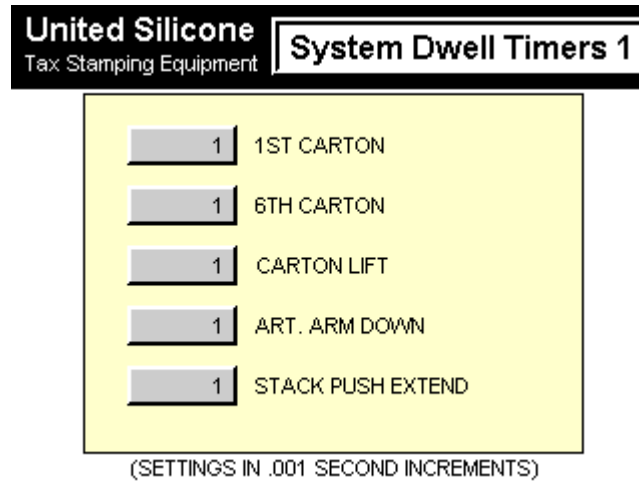 United Silicone
Tax Stamping Equipment
System Dwell Timers 1
1 1ST CARTON
1 6TH CARTON
1 CARTON LIFT
1 ART. ARM DOWN
1 STACK PUSH EXTEND
(SETTINGS IN .001 SECOND INCREMENTS)